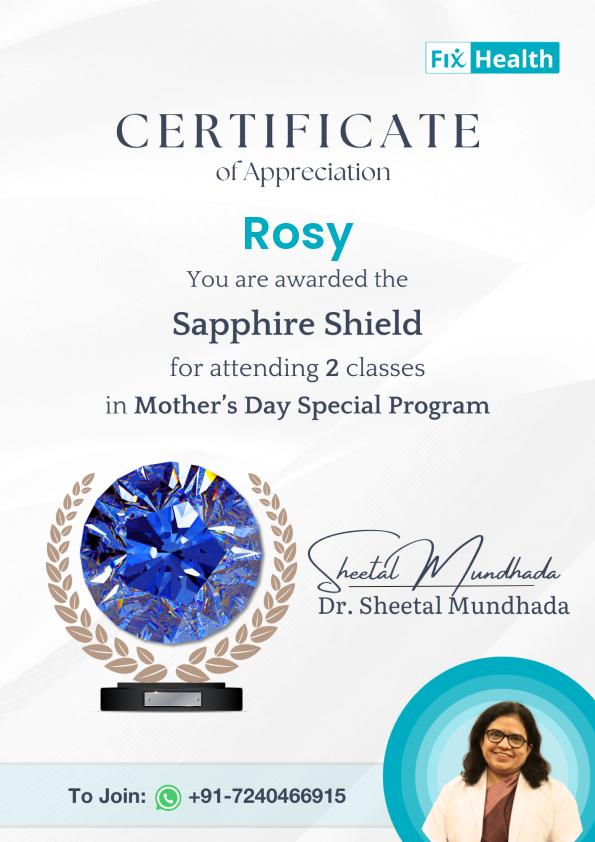 Fix Health
CERTIFICATE
of Appreciation
Rosy
You are awarded the
Sapphire Shield
for attending 2 classes
in Mother's Day Special Program
Sheetal Mundhada
Dr. Sheetal Mundhada
To Join: +91-7240466915